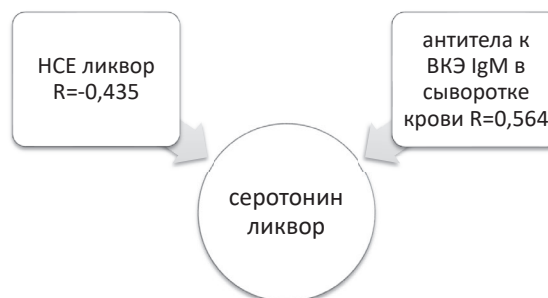 НСЕ ликвор
R=-0,435
антитела к
ВКЭ IgM в
сыворотке
крови R=0,564
серотонин
ликвор